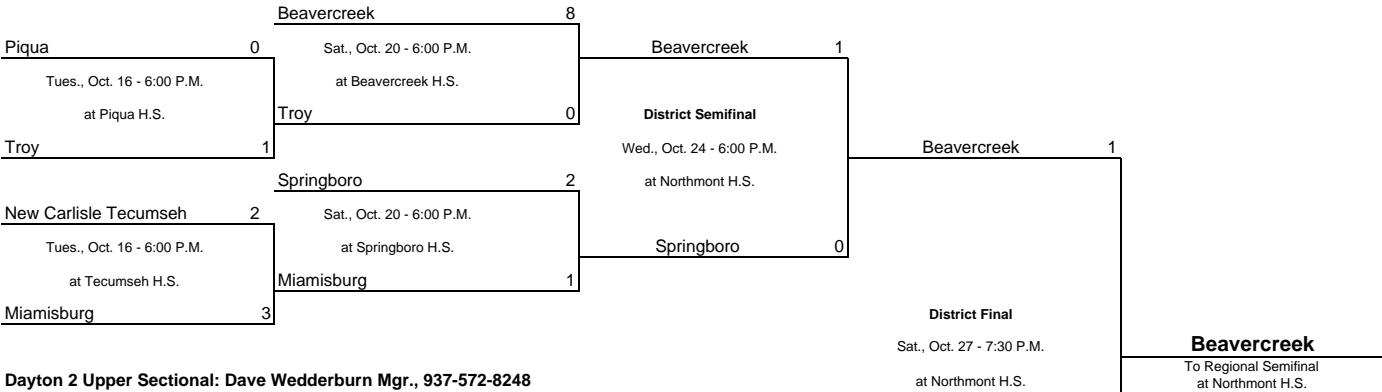 Beavercreek 8
Piqua 0
Sat., Oct. 20 - 6:00 P.M.
Beavercreek 1
Tues., Oct. 16 - 6:00 P.M.
at Beavercreek H.S.
at Piqua H.S.
Troy 0
District Semifinal
Troy 1
Wed., Oct. 24 - 6:00 P.M.
Beavercreek 1
Springboro 2
at Northmont H.S.
New Carlisle Tecumseh 2
Sat., Oct. 20 - 6:00 P.M.
Tues., Oct. 16 - 6:00 P.M.
at Springboro H.S.
Springboro 0
at Tecumseh H.S.
Miamisburg 1
Miamisburg 3
District Final
Sat., Oct. 27 - 7:30 P.M.
Beavercreek
To Regional Semifinal
Dayton 2 Upper Sectional: Dave Wedderburn Mgr., 937-572-8248
at Northmont H.S.
at Northmont H.S.